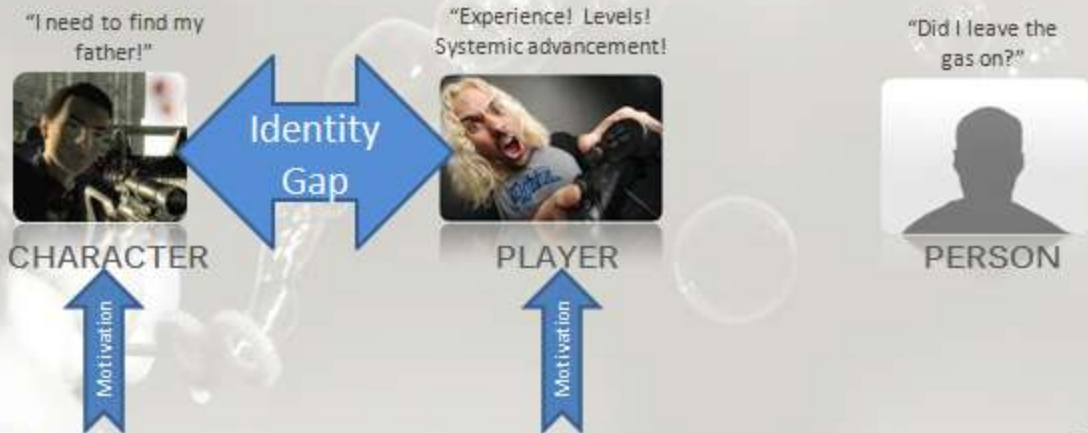 “I need to find my
father!”
“Experience! Levels!
Systemic advancement!
“Did I leave the
gas on?”
Identity
Gap
CHARACTER
PLAYER
PERSON
Motivation
Motivation